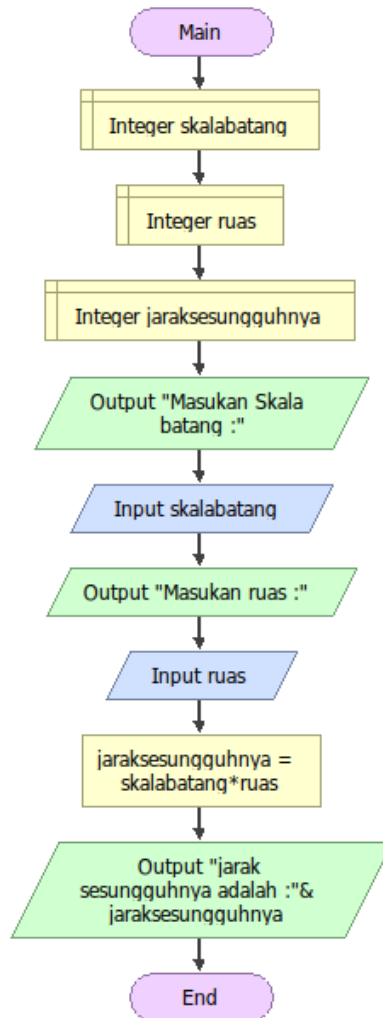 Main
Integer skalabatang
Integer ruas
Integer jaraksesungguhnya
Output "Masukan Skala
batang :"
Input skalabatang
Output "Masukan ruas :"
Input ruas
jaraksesungguhnya =
skalabatang*ruas
Output "jarak
sesungguhnya adalah :"&
jaraksesungguhnya
End